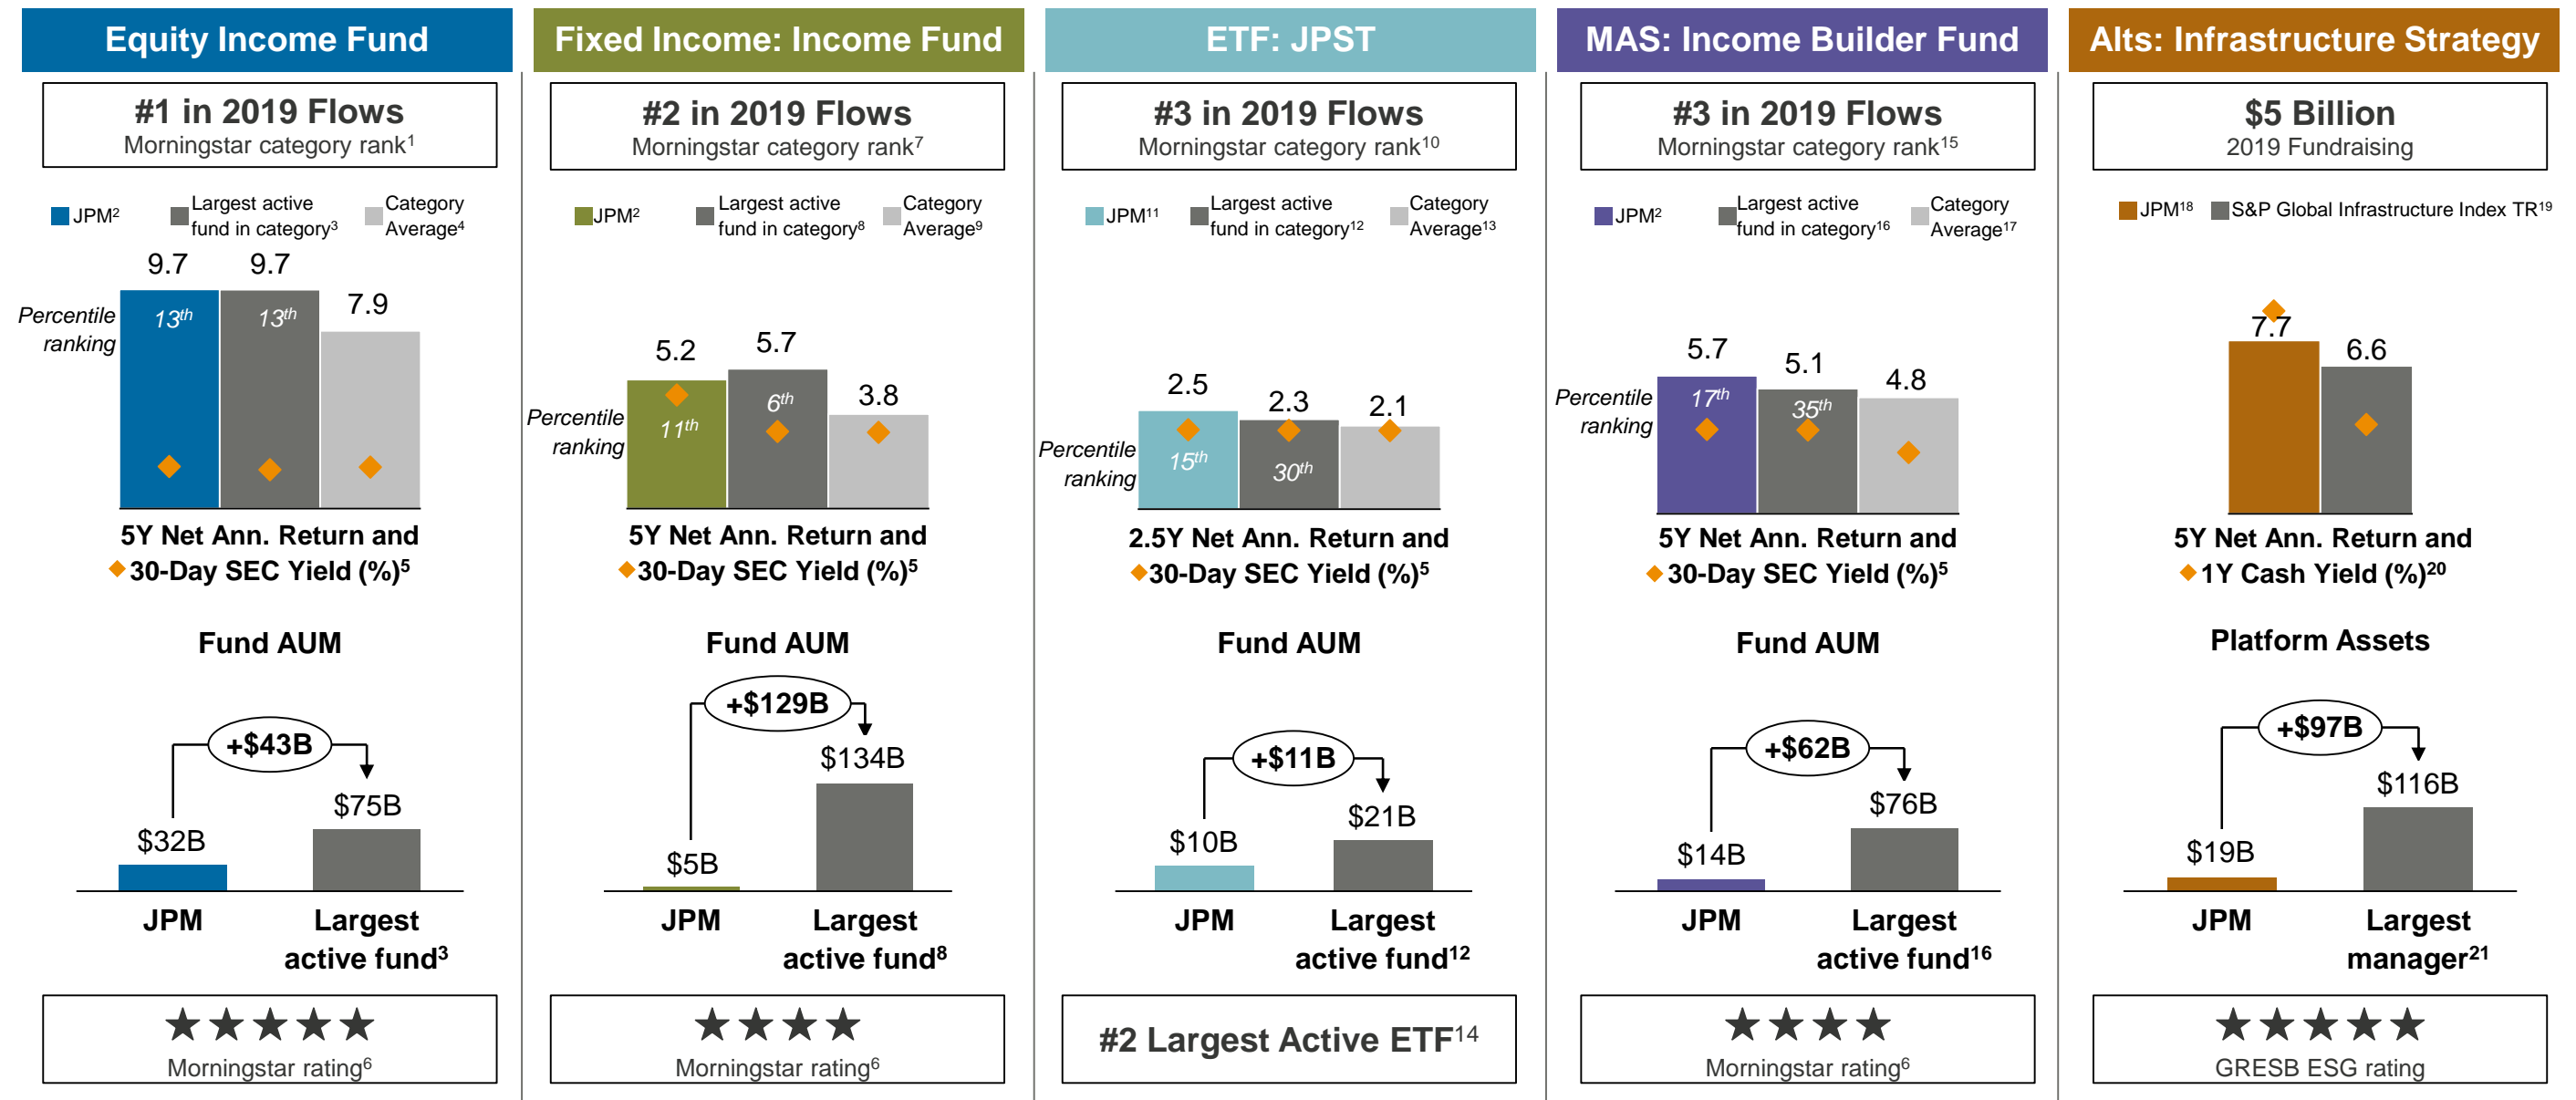 Equity Income Fund
#1 in 2019 Flows
Morningstar category rank1
JPM2
Largest active
fund in category3
Category
Average4
9.7
9.7
7.9
Percentile
ranking
13th
13th
5Y Net Ann. Return and
30-Day SEC Yield (%)5
Fund AUM
+$43B
$32B
$75B
JPM
Largest
active fund3
★★★★★
Morningstar rating6
Fixed Income: Income Fund
#2 in 2019 Flows
Morningstar category rank7
JPM2
Largest active
fund in category8
Category
Average9
5.2
5.7
3.8
Percentile
ranking
11th
6th
5Y Net Ann. Return and
30-Day SEC Yield (%)5
Fund AUM
+$129B
$5B
$134B
JPM
Largest
active fund8
★★★★
Morningstar rating6
ETF: JPST
#3 in 2019 Flows
Morningstar category rank10
JPM11
Largest active
fund in category12
Category
Average13
2.5
2.3
2.1
Percentile
ranking
15th
30th
2.5Y Net Ann. Return and
30-Day SEC Yield (%)5
Fund AUM
+$11B
$10B
$21B
JPM
Largest
active fund12
#2 Largest Active ETF14
MAS: Income Builder Fund
#3 in 2019 Flows
Morningstar category rank15
JPM2
Largest active
fund in category16
Category
Average17
5.7
5.1
4.8
Percentile
ranking
17th
35th
5Y Net Ann. Return and
30-Day SEC Yield (%)5
Fund AUM
+$62B
$14B
$76B
JPM
Largest
active fund16
★★★★
Morningstar rating6
Alts: Infrastructure Strategy
$5 Billion
2019 Fundraising
JPM18
S&P Global Infrastructure Index TR19
7.7
6.6
5Y Net Ann. Return and
1Y Cash Yield (%)20
Platform Assets
+$97B
$19B
$116B
JPM
Largest
manager21
★★★★★
GRESB ESG rating